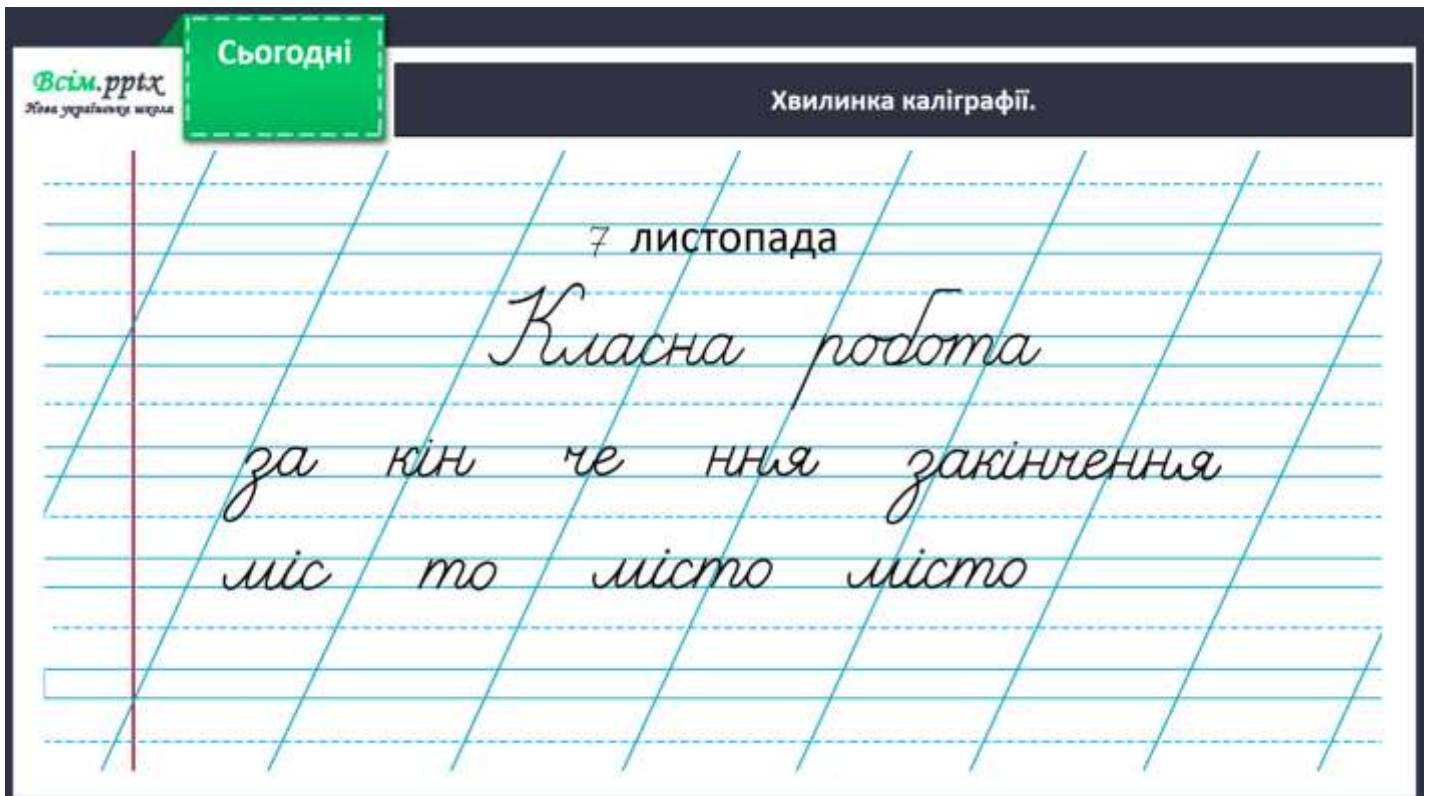 Сьогодні
Всім.pptx
Нова українська школа
Хвилинка каліграфії.
7 листопада
Класна робота
за кін че ння закінчення
міс то місто місто